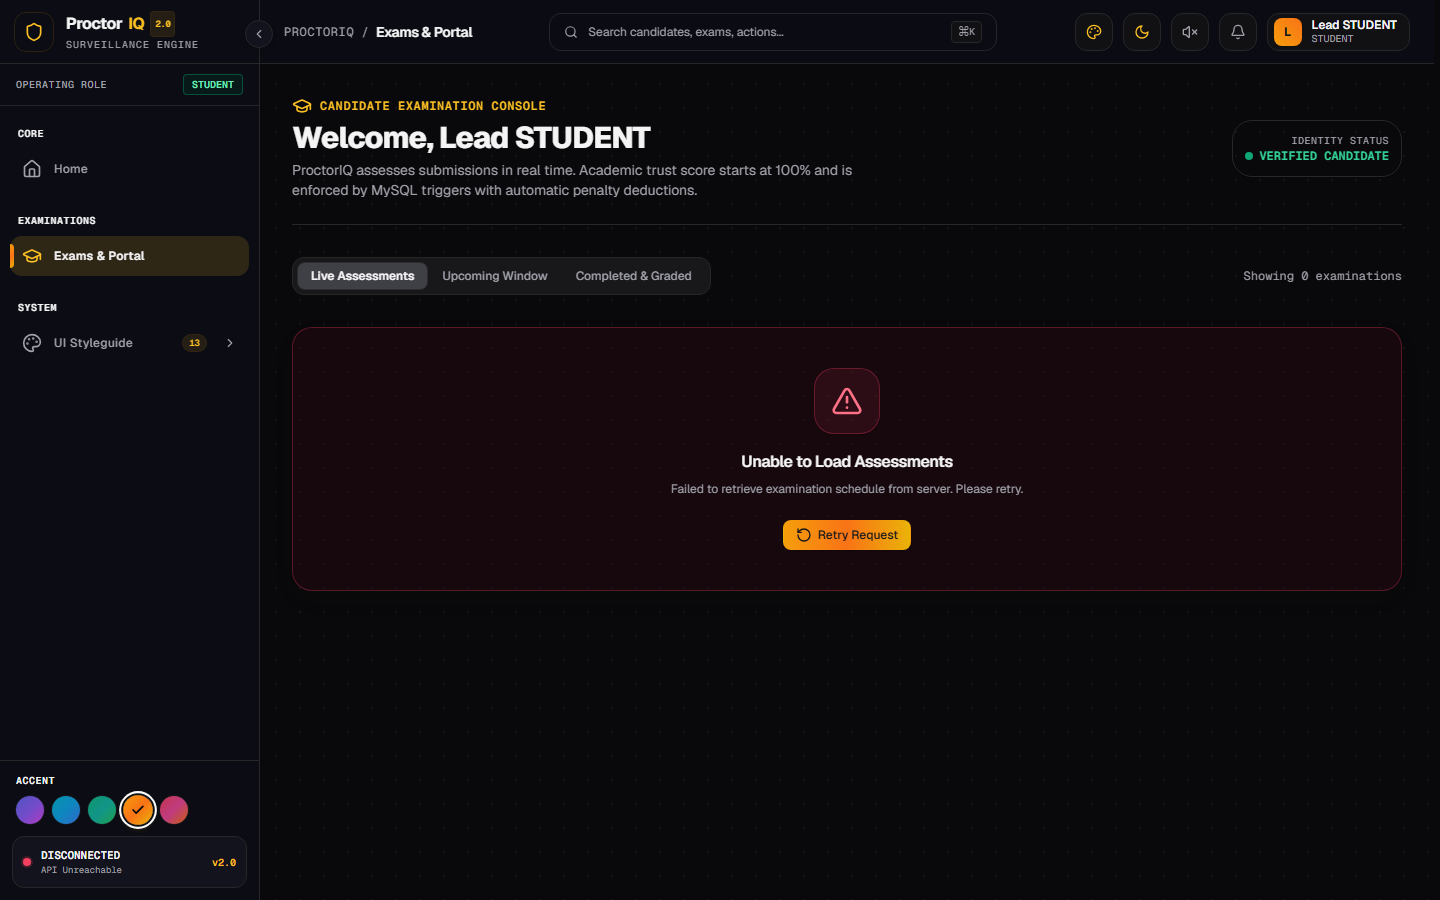 Proctor IQ 2.0
SURVEILLANCE ENGINE
PROCTORIQ / Exams & Portal
Search candidates, exams, actions...
⌘K
L
Lead STUDENT
STUDENT
OPERATING ROLE
STUDENT
CORE
Home
EXAMINATIONS
Exams & Portal
SYSTEM
UI Styleguide
13
CANDIDATE EXAMINATION CONSOLE
Welcome, Lead STUDENT
ProctorIQ assesses submissions in real time. Academic trust score starts at 100% and is
enforced by MySQL triggers with automatic penalty deductions.
IDENTITY STATUS
VERIFIED CANDIDATE
Live Assessments
Upcoming Window
Completed & Graded
Showing 0 examinations
Unable to Load Assessments
Failed to retrieve examination schedule from server. Please retry.
Retry Request
ACCENT
DISCONNECTED
API Unreachable
v2.0